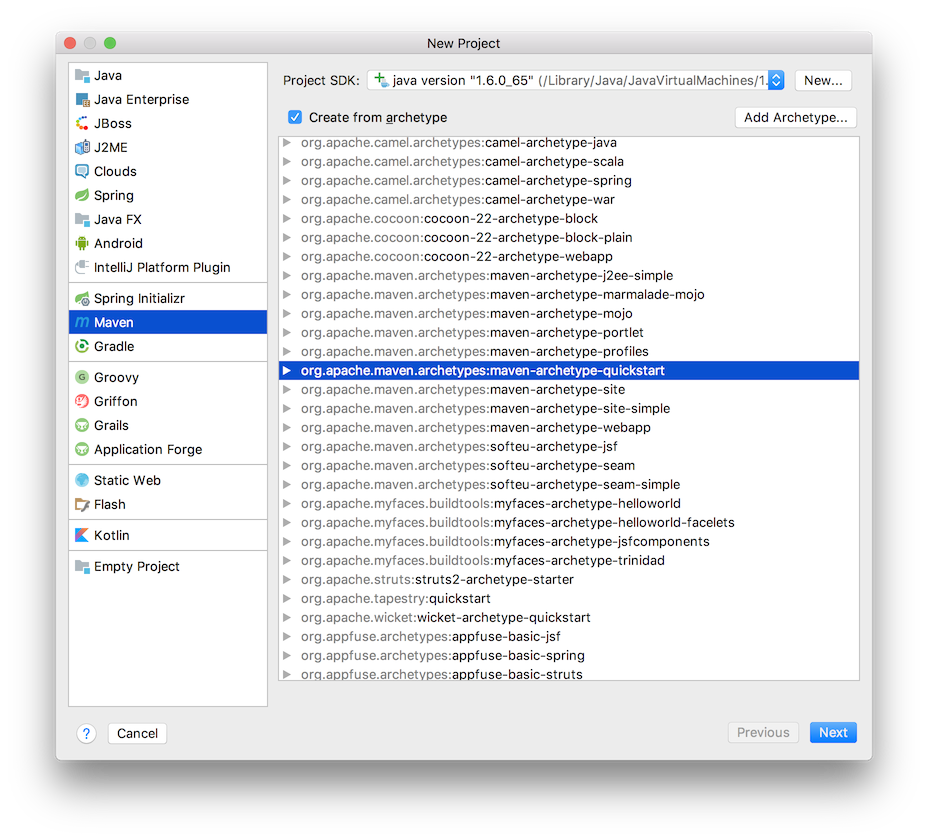 New Project
Java
Java Enterprise
JBoss
J2ME
Clouds
Spring
Java FX
Android
IntelliJ Platform Plugin
Spring Initializr
Maven
Gradle
Groovy
Griffon
Grails
Application Forge
Static Web
Flash
Kotlin
Empty Project
Project SDK: java version "1.6.0_65" (/Library/Java/JavaVirtualMachines/1. New...
Create from archetype Add Archetype...
org.apache.camel.archetypes:camel-archetype-java
org.apache.camel.archetypes:camel-archetype-scala
org.apache.camel.archetypes:camel-archetype-spring
org.apache.camel.archetypes:camel-archetype-war
org.apache.cocoon:cocoon-22-archetype-block
org.apache.cocoon:cocoon-22-archetype-block-plain
org.apache.cocoon:cocoon-22-archetype-webapp
org.apache.maven.archetypes:maven-archetype-j2ee-simple
org.apache.maven.archetypes:maven-archetype-marmalade-mojo
org.apache.maven.archetypes:maven-archetype-mojo
org.apache.maven.archetypes:maven-archetype-portlet
org.apache.maven.archetypes:maven-archetype-profiles
org.apache.maven.archetypes:maven-archetype-quickstart
org.apache.maven.archetypes:maven-archetype-site
org.apache.maven.archetypes:maven-archetype-site-simple
org.apache.maven.archetypes:maven-archetype-webapp
org.apache.maven.archetypes:softeu-archetype-jsf
org.apache.maven.archetypes:softeu-archetype-seam
org.apache.maven.archetypes:softeu-archetype-seam-simple
org.apache.myfaces.buildtools:myfaces-archetype-helloworld
org.apache.myfaces.buildtools:myfaces-archetype-helloworld-facelets
org.apache.myfaces.buildtools:myfaces-archetype-jsfcomponents
org.apache.myfaces.buildtools:myfaces-archetype-trinidad
org.apache.struts:struts2-archetype-starter
org.apache.tapestry:quickstart
org.apache.wicket:wicket-archetype-quickstart
org.appfuse.archetypes:appfuse-basic-jsf
org.appfuse.archetypes:appfuse-basic-spring
org.appfuse.archetypes:appfuse-basic-struts
? Cancel Previous Next